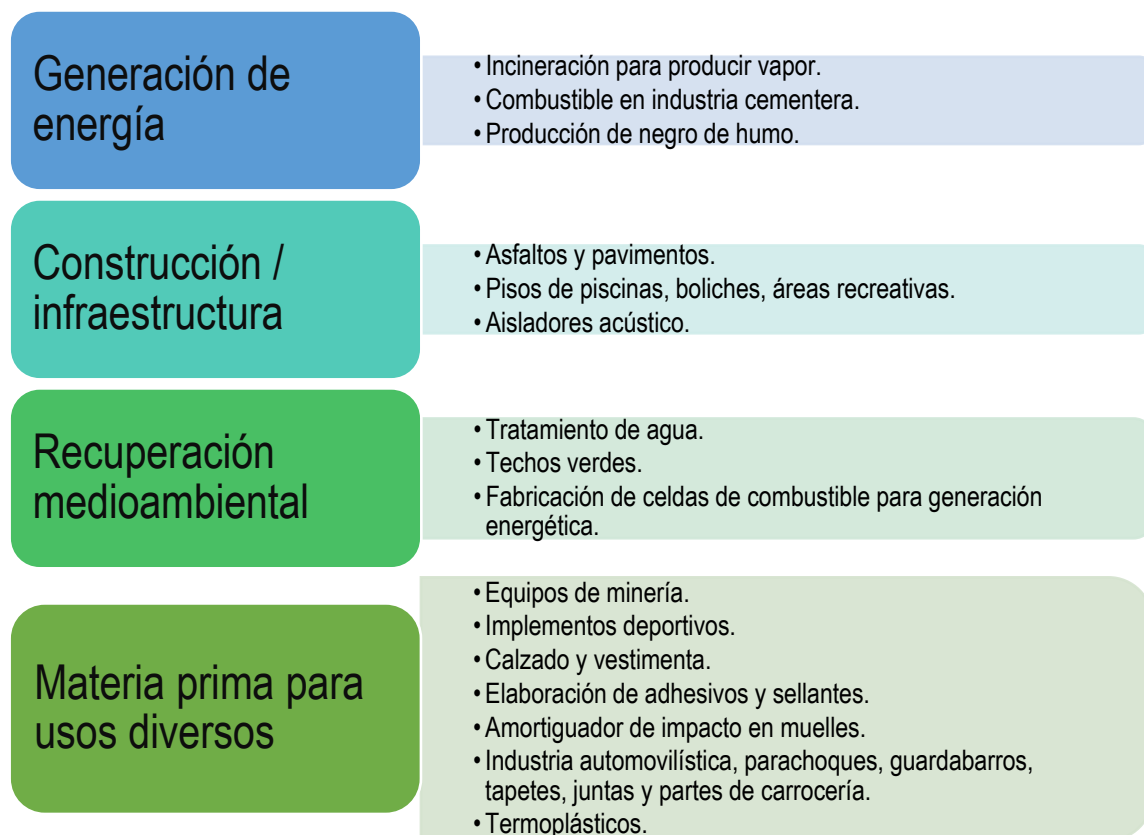 Generación de
energía
• Incineración para producir vapor.
• Combustible en industria cementera.
• Producción de negro de humo.
Construcción /
infraestructura
• Asfaltos y pavimentos.
• Pisos de piscinas, boliches, áreas recreativas.
• Aisladores acústico.
Recuperación
medioambiental
• Tratamiento de agua.
• Techos verdes.
• Fabricación de celdas de combustible para generación
energética.
Materia prima para
usos diversos
• Equipos de minería.
• Implementos deportivos.
• Calzado y vestimenta.
• Elaboración de adhesivos y sellantes.
• Amortiguador de impacto en muelles.
• Industria automovilística, parachoques, guardabarros,
tapetes, juntas y partes de carrocería.
• Termoplásticos.